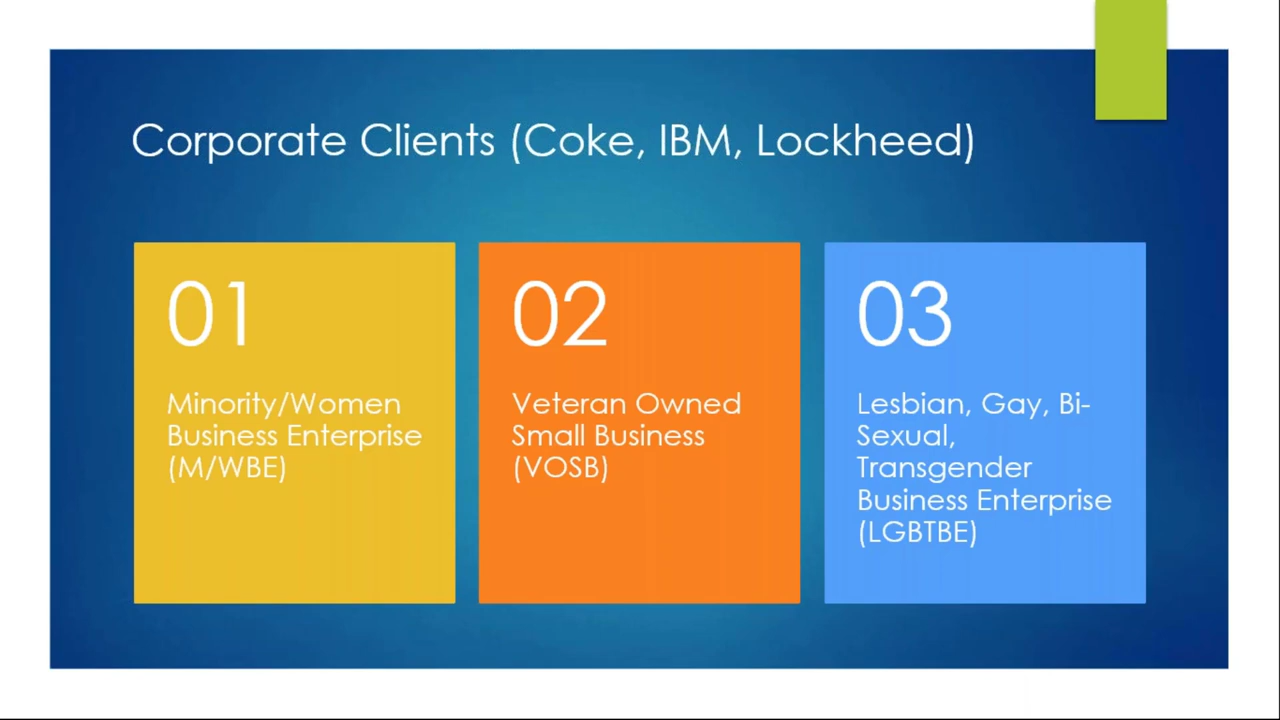 Corporate Clients (Coke, IBM, Lockheed)
01
Minority/Women
Business Enterprise
(M/WBE)
02
Veteran Owned
Small Business
(VOSB)
03
Lesbian, Gay, Bi-
Sexual,
Transgender
Business Enterprise
(LGBTBE)